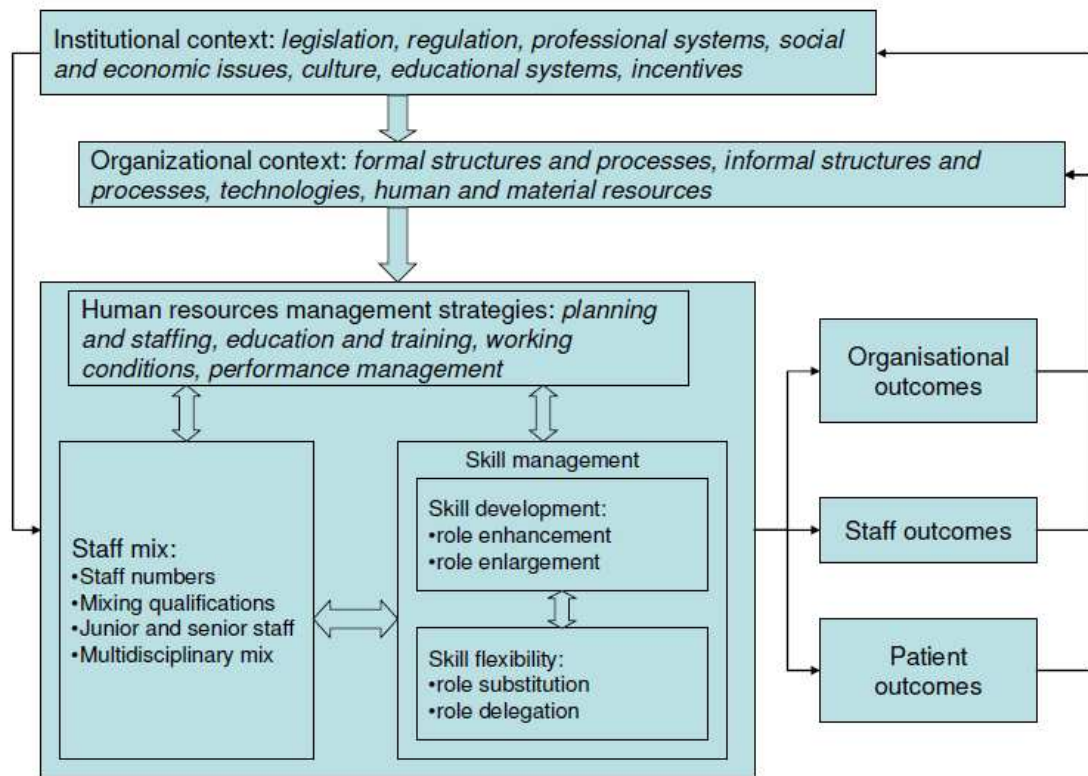 Institutional context: legislation, regulation, professional systems, social
and economic issues, culture, educational systems, incentives
Organizational context: formal structures and processes, informal structures and
processes, technologies, human and material resources
Human resources management strategies: planning
and staffing, education and training, working
conditions, performance management
Staff mix:
•Staff numbers
•Mixing qualifications
•Junior and senior staff
•Multidisciplinary mix
Skill management
Skill development:
•role enhancement
•role enlargement
Skill flexibility:
•role substitution
•role delegation
Organisational
outcomes
Staff outcomes
Patient
outcomes